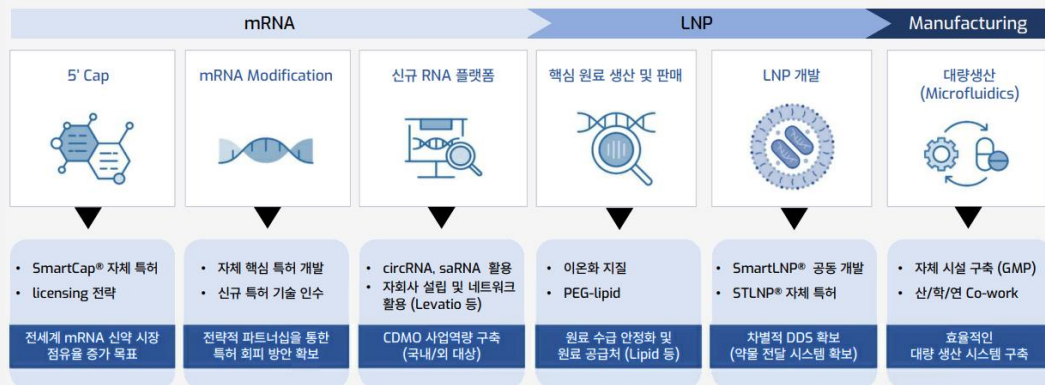 mRNA
LNP
Manufacturing
5' Cap
mRNA Modification
신규 RNA 플랫폼
핵심 원료 생산 및 판매
LNP 개발
대량생산
(Microfluidics)
• SmartCap® 자체 특허
• licensing 전략
전세계 mRNA 신약 시장
점유율 증가 목표
• 자체 핵심 특허 개발
• 신규 특허 기술 인수
전략적 파트너십을 통한
특허 회피 방안 확보
• circRNA, saRNA 활용
• 자회사 설립 및 네트워크
활용 (Levatio 등)
CDMO 사업역량 구축
(국내/외 대상)
• 이온화 지질
• PEG-lipid
원료 수급 안정화 및
원료 공급처 (Lipid 등)
• SmartLNP® 공동 개발
• STLNP® 자체 특허
차별적 DDS 확보
(약물 전달 시스템 확보)
• 자체 시설 구축 (GMP)
• 산/학/연 Co-work
효율적인
대량 생산 시스템 구축